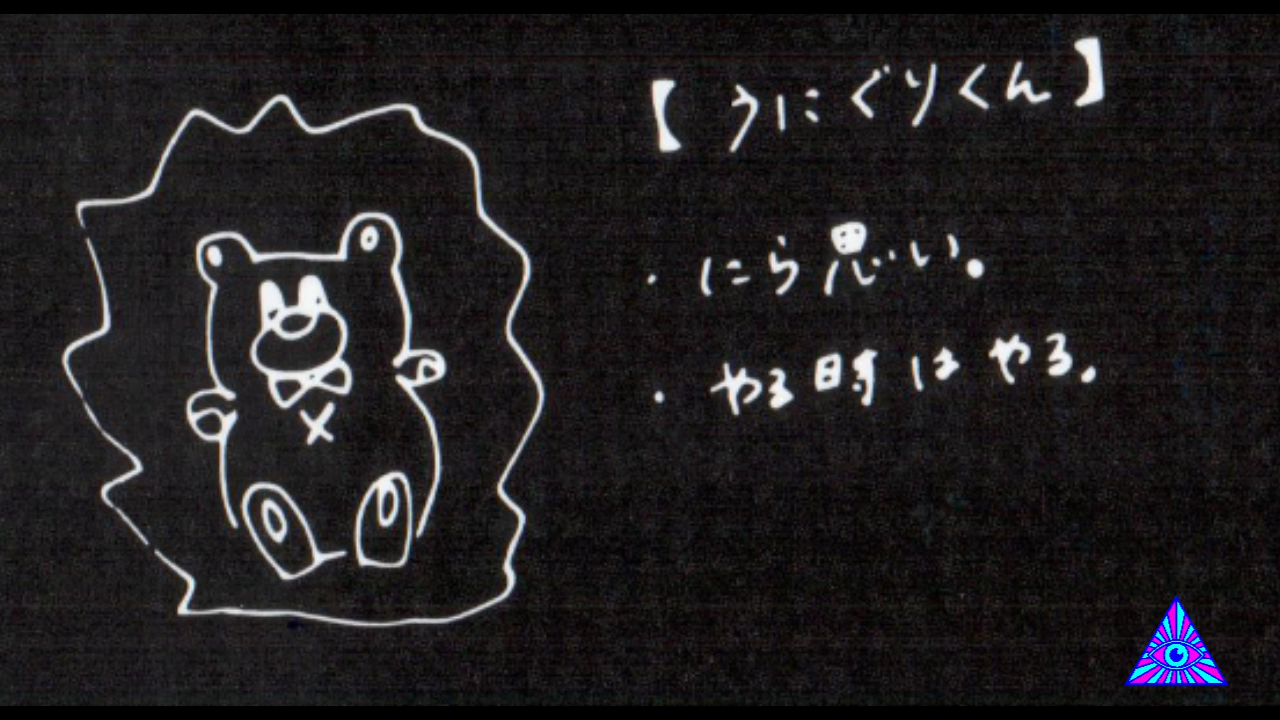 【うにぐりくん】
・にら思い。
・やる時はやる。